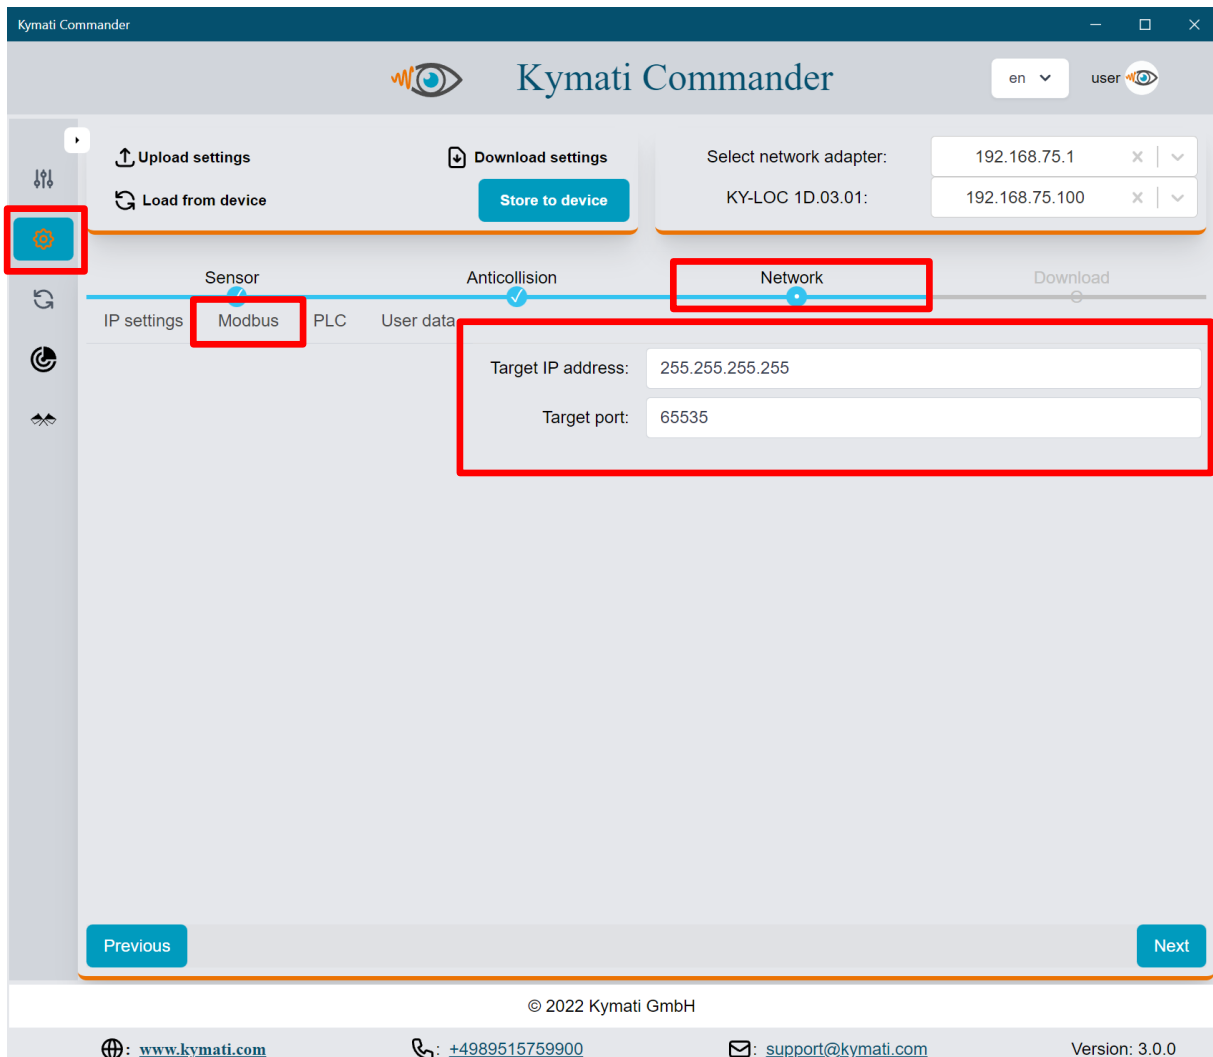 Kymati Commander
Kymati Commander
en
user
Upload settings
Download settings
Load from device
Store to device
Select network adapter:
192.168.75.1
KY-LOC 1D.03.01:
192.168.75.100
Sensor
Anticollision
Network
Download
IP settings
Modbus
PLC
User data
Target IP address:
255.255.255.255
Target port:
65535
Previous
Next
© 2022 Kymati GmbH
: www.kymati.com
: +4989515759900
: support@kymati.com
Version: 3.0.0